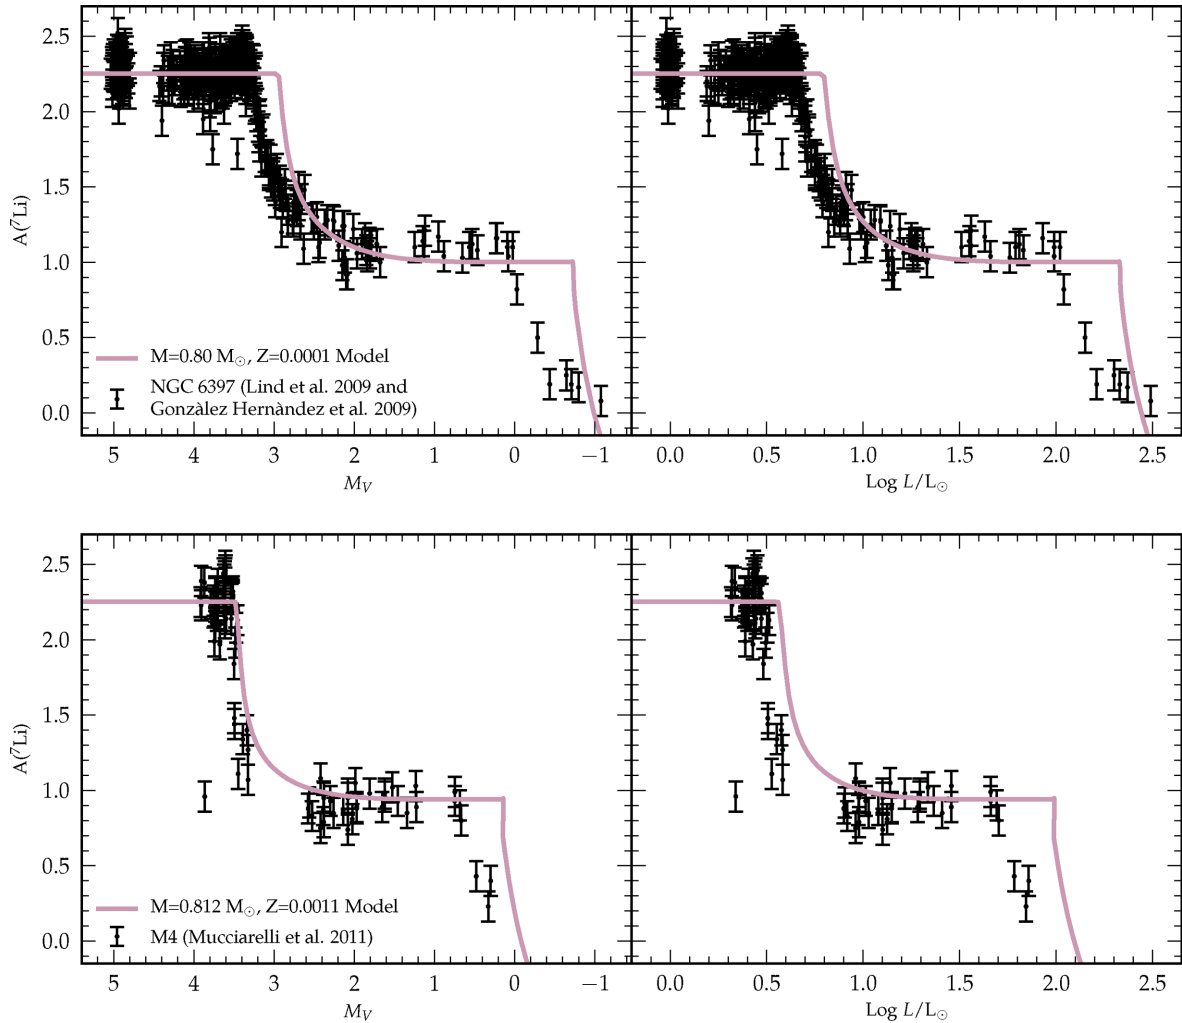 2.5
2.0
1.5
1.0
0.5
0.0
A(⁷Li)
M=0.80 M☉, Z=0.0001 Model
NGC 6397 (Lind et al. 2009 and
Gonzàlez Hernàndez et al. 2009)
5 4 3 2 1 0 −1
0.0 0.5 1.0 1.5 2.0 2.5
M_V
Log L/L☉
2.5
2.0
1.5
1.0
0.5
0.0
A(⁷Li)
M=0.812 M☉, Z=0.0011 Model
M4 (Mucciarelli et al. 2011)
5 4 3 2 1 0 −1
0.0 0.5 1.0 1.5 2.0 2.5
M_V
Log L/L☉